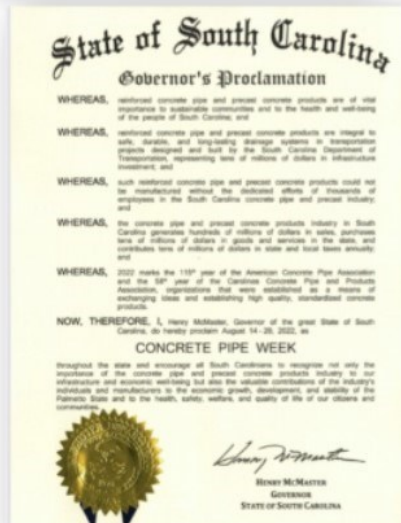 State of South Carolina
Governor's Proclamation
WHEREAS, reinforced concrete pipe and precast concrete products are of vital
importance to sustainable communities and to the health and well-being
of the people of South Carolina; and
WHEREAS, reinforced concrete pipe and precast concrete products are integral to
safe, durable, and long-lasting drainage systems in transportation
projects designed and built by the South Carolina Department of
Transportation, representing tens of millions of dollars in infrastructure
investment; and
WHEREAS, such reinforced concrete pipe and precast concrete products could not
be manufactured without the dedicated efforts of thousands of
employees in the South Carolina concrete pipe and precast industry;
and
WHEREAS, the concrete pipe and precast concrete products industry in South
Carolina generates hundreds of millions of dollars in sales, purchases
tens of millions of dollars in goods and services in the state, and
contributes tens of millions of dollars in state and local taxes annually;
and
WHEREAS, 2022 marks the 115th year of the American Concrete Pipe Association
and the 58th year of the Carolinas Concrete Pipe and Products
Association, organizations that were established as a means of
exchanging ideas and establishing high quality, standardized concrete
products.
NOW, THEREFORE, I, Henry McMaster, Governor of the great State of South
Carolina, do hereby proclaim August 14 - 20, 2022, as
CONCRETE PIPE WEEK
throughout the state and encourage all South Carolinians to recognize not only the
importance of the concrete pipe and precast concrete products industry to our
infrastructure and economic well-being but also the valuable contributions of the industry's
individuals and manufacturers to the economic growth, development, and stability of the
Palmetto State and to the health, safety, welfare, and quality of life of our citizens and
communities.
Henry McMaster
HENRY MCMASTER
GOVERNOR
STATE OF SOUTH CAROLINA